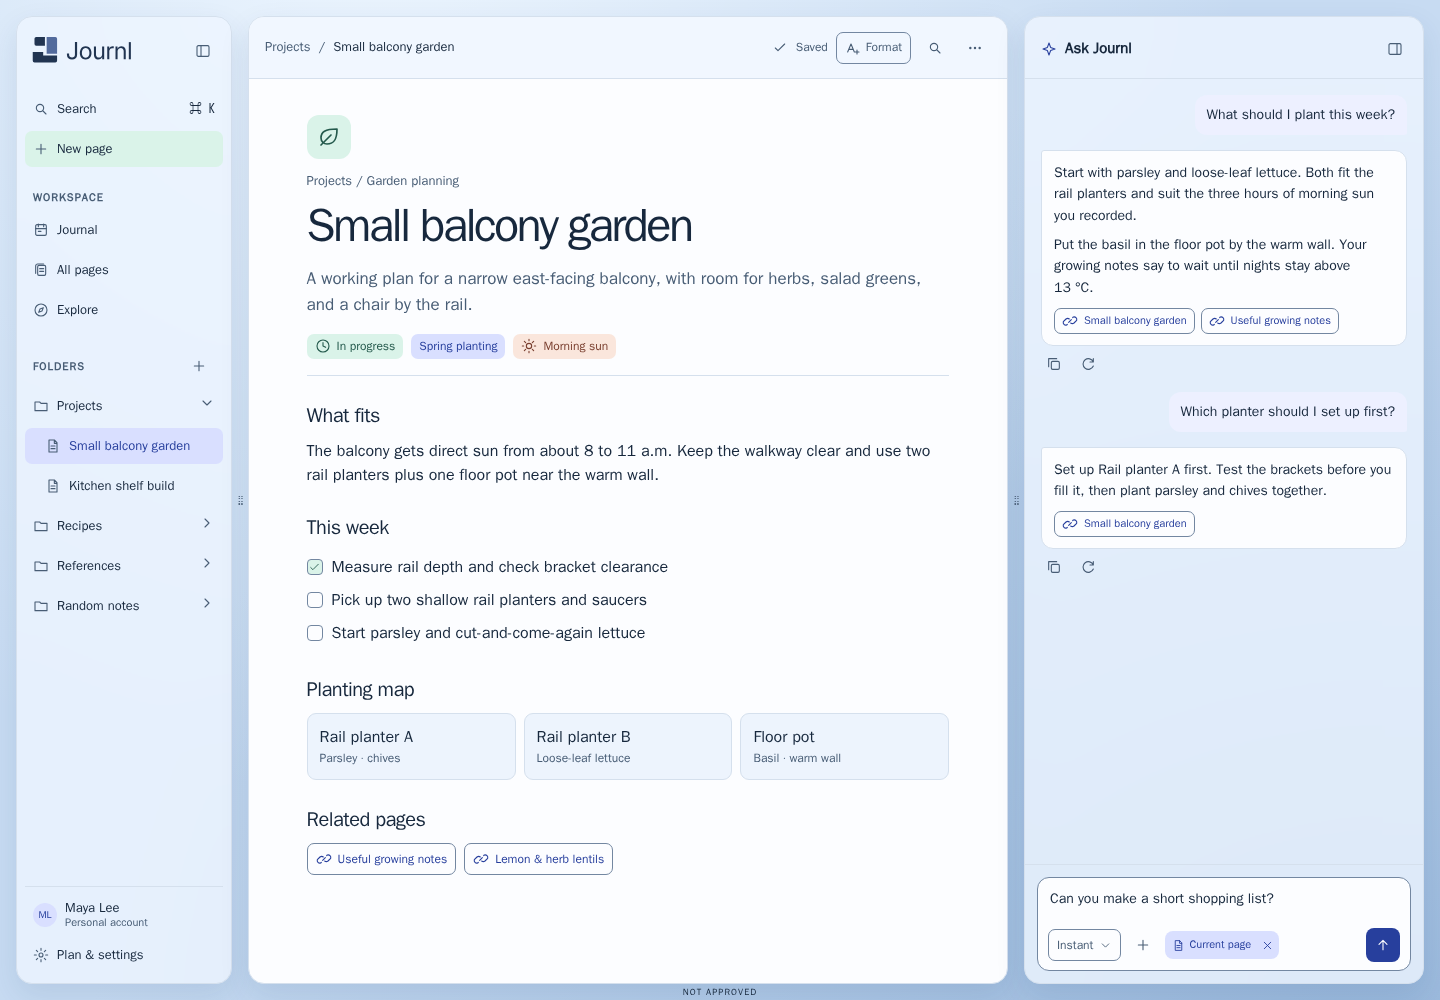 Journl
Search ⌘ K
New page
WORKSPACE
Journal
All pages
Explore
FOLDERS
Projects
Small balcony garden
Kitchen shelf build
Recipes
References
Random notes
ML
Maya Lee
Personal account
Plan & settings
Projects / Small balcony garden
Saved
Format
Projects / Garden planning
Small balcony garden
A working plan for a narrow east-facing balcony, with room for herbs, salad greens,
and a chair by the rail.
In progress
Spring planting
Morning sun
What fits
The balcony gets direct sun from about 8 to 11 a.m. Keep the walkway clear and use two
rail planters plus one floor pot near the warm wall.
This week
Measure rail depth and check bracket clearance
Pick up two shallow rail planters and saucers
Start parsley and cut-and-come-again lettuce
Planting map
Rail planter A
Parsley · chives
Rail planter B
Loose-leaf lettuce
Floor pot
Basil · warm wall
Related pages
Useful growing notes
Lemon & herb lentils
Ask Journl
What should I plant this week?
Start with parsley and loose-leaf lettuce. Both fit the
rail planters and suit the three hours of morning sun
you recorded.
Put the basil in the floor pot by the warm wall. Your
growing notes say to wait until nights stay above
13 °C.
Small balcony garden
Useful growing notes
Which planter should I set up first?
Set up Rail planter A first. Test the brackets before you
fill it, then plant parsley and chives together.
Small balcony garden
Can you make a short shopping list?
Instant
Current page
NOT APPROVED